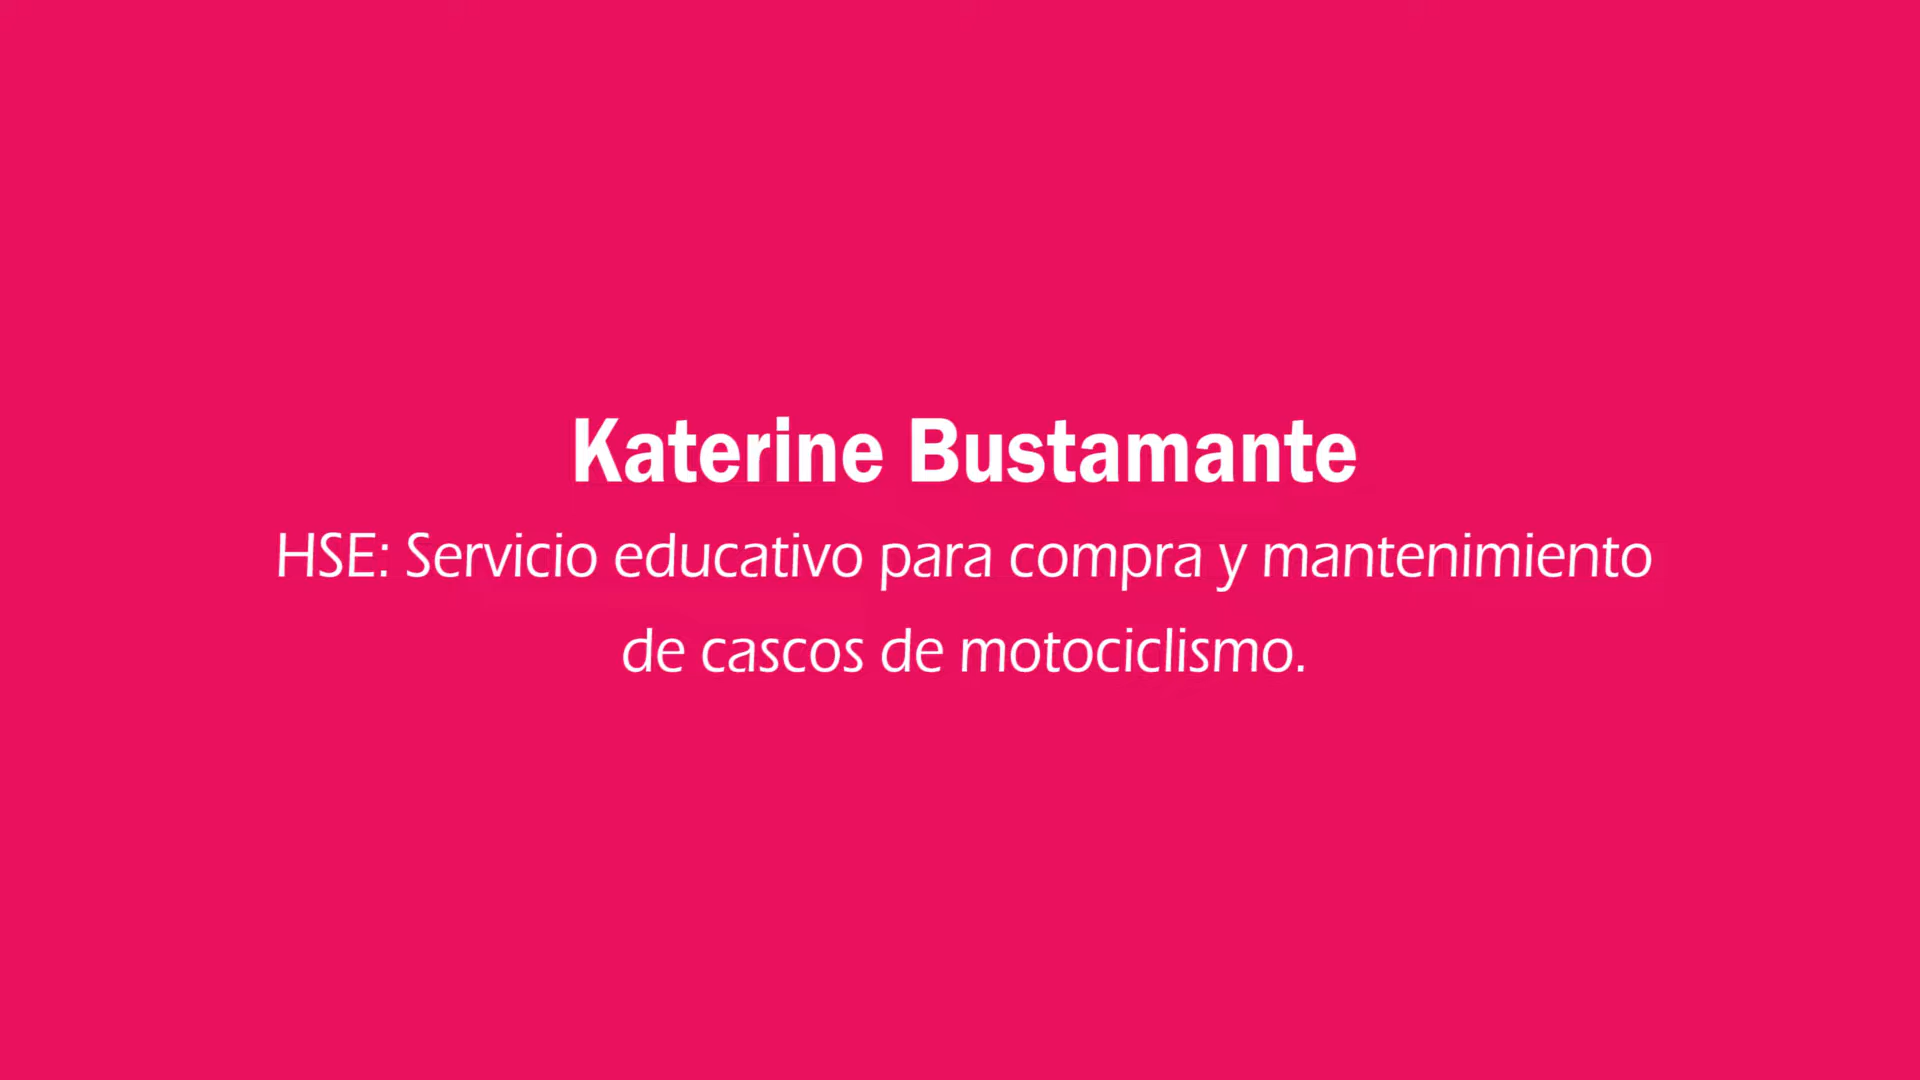 Katerine Bustamante
HSE: Servicio educativo para compra y mantenimiento
de cascos de motociclismo.